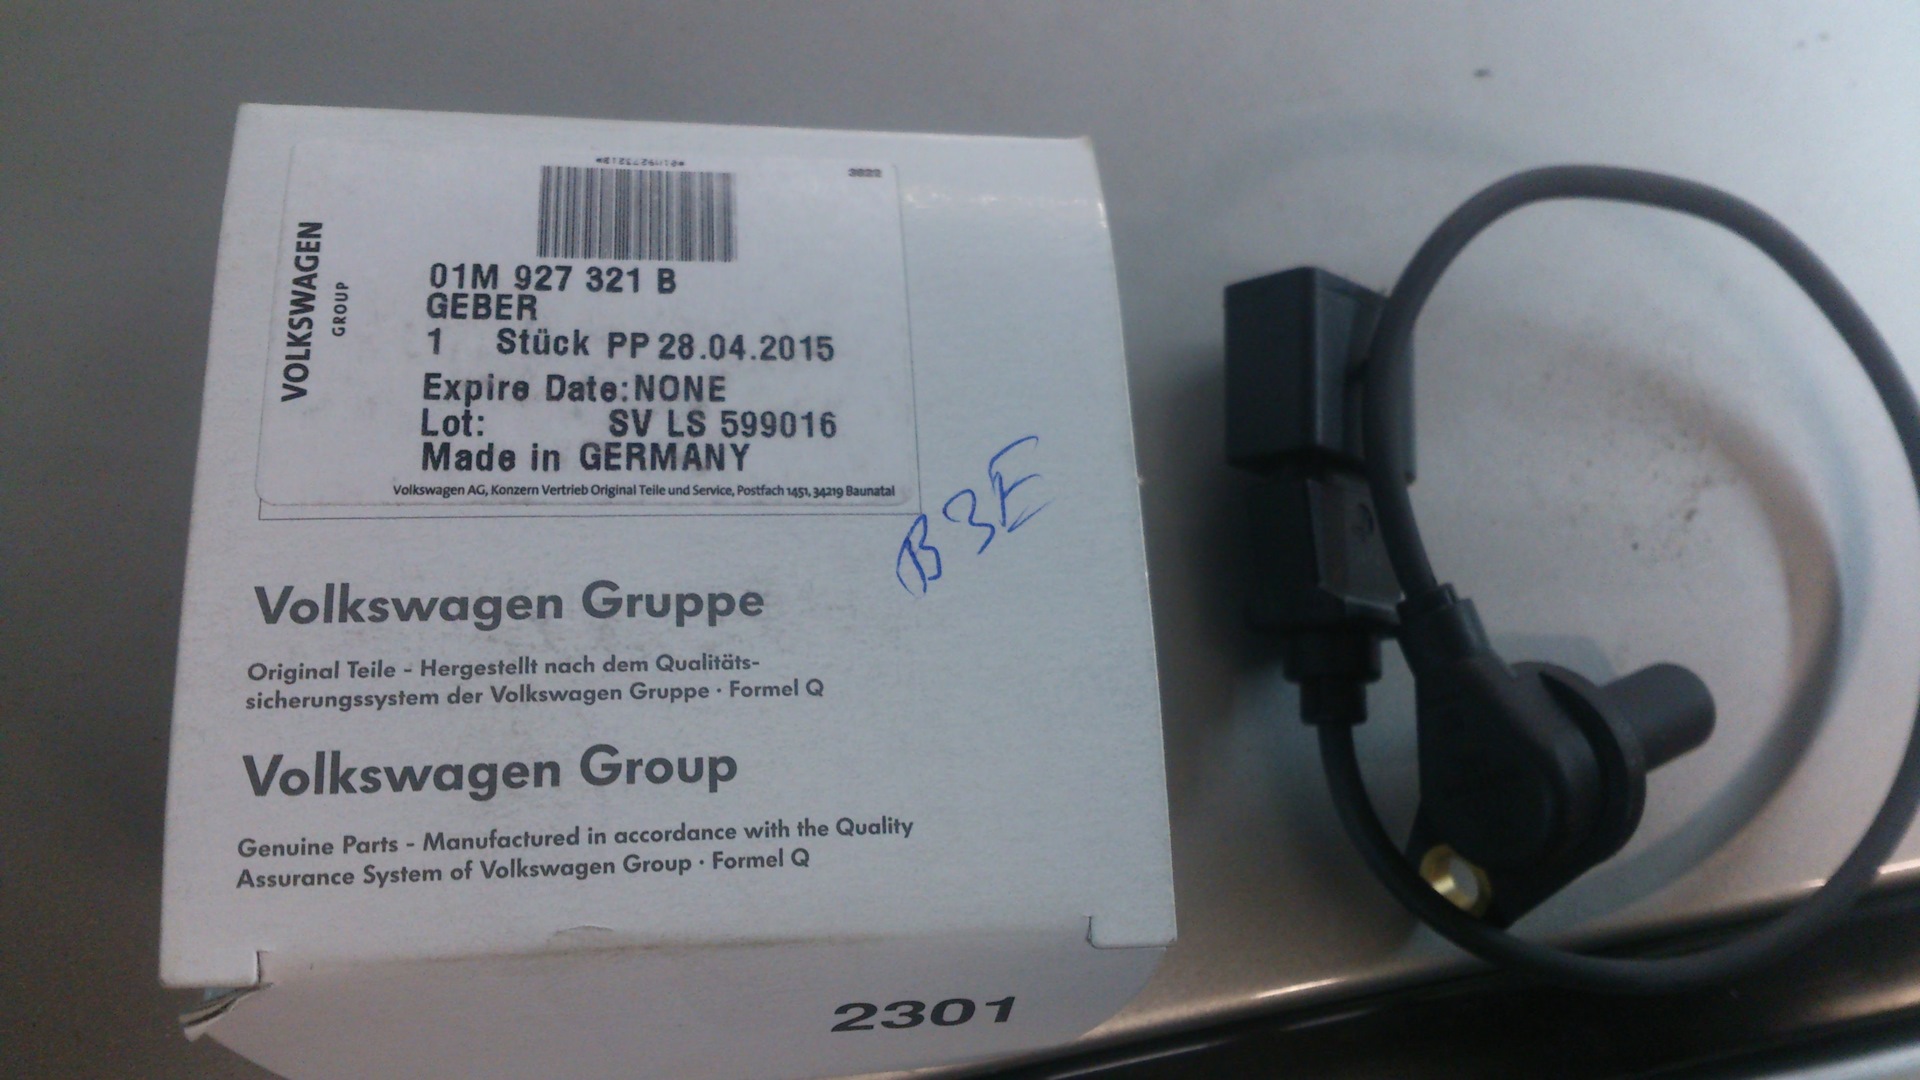 3622
VOLKSWAGEN
GROUP
01M 927 321 B
GEBER
1 Stück PP 28.04.2015
Expire Date:NONE
Lot: SV LS 599016
Made in GERMANY
Volkswagen AG, Konzern Vertrieb Original Teile und Service, Postfach 1451, 34219 Baunatal
B3E
Volkswagen Gruppe
Original Teile - Hergestellt nach dem Qualitäts-
sicherungssystem der Volkswagen Gruppe · Formel Q
Volkswagen Group
Genuine Parts - Manufactured in accordance with the Quality
Assurance System of Volkswagen Group · Formel Q
2301